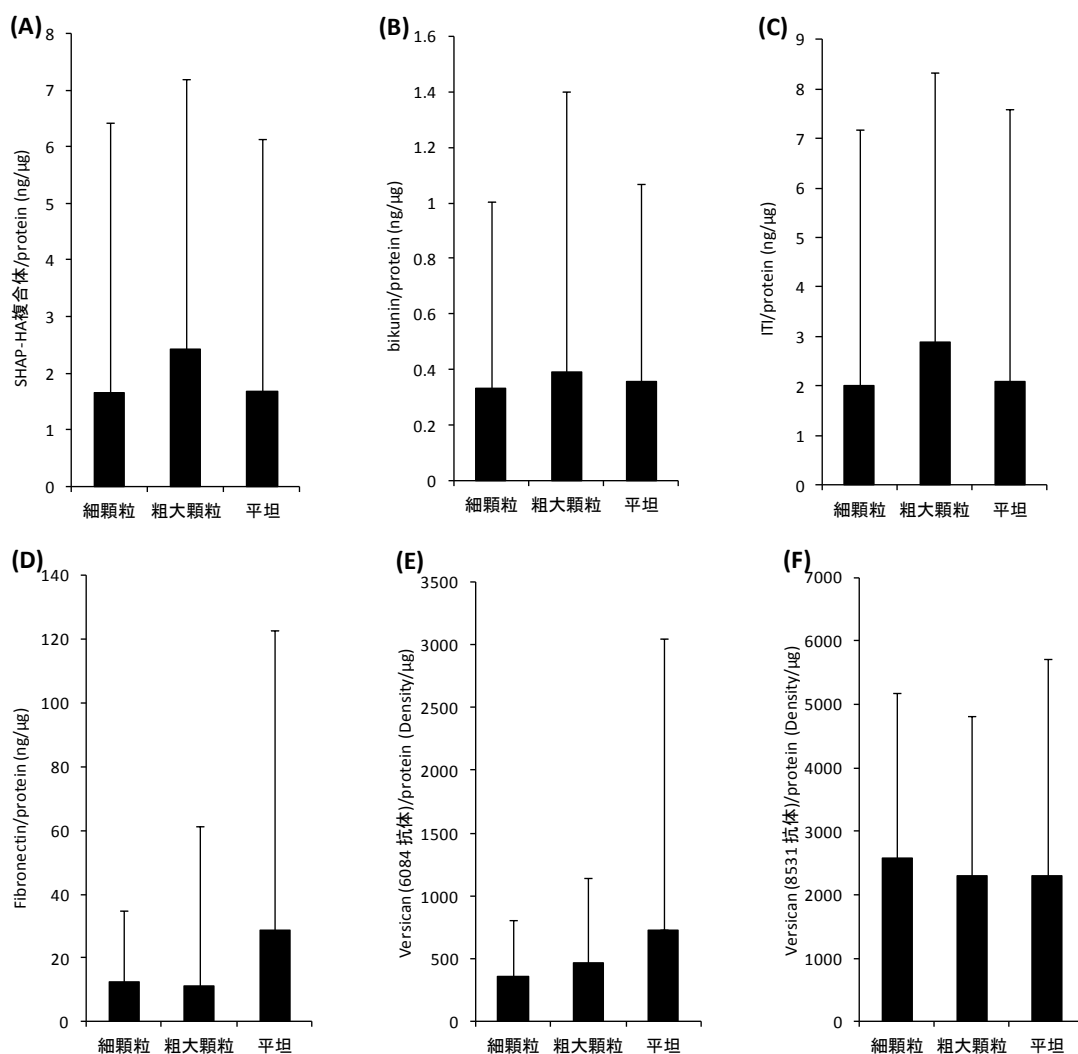 (A)
SHAP-HA複合体/protein (ng/µg)
8
7
6
5
4
3
2
1
0
細顆粒 粗大顆粒 平坦
(B)
bikunin/protein (ng/µg)
1.6
1.4
1.2
1
0.8
0.6
0.4
0.2
0
細顆粒 粗大顆粒 平坦
(C)
ITI/protein (ng/µg)
9
8
7
6
5
4
3
2
1
0
細顆粒 粗大顆粒 平坦
(D)
Fibronectin/protein (ng/µg)
140
120
100
80
60
40
20
0
細顆粒 粗大顆粒 平坦
(E)
Versican (6084 抗体)/protein (Density/µg)
3500
3000
2500
2000
1500
1000
500
0
細顆粒 粗大顆粒 平坦
(F)
Versican (8531 抗体)/protein (Density/µg)
7000
6000
5000
4000
3000
2000
1000
0
細顆粒 粗大顆粒 平坦